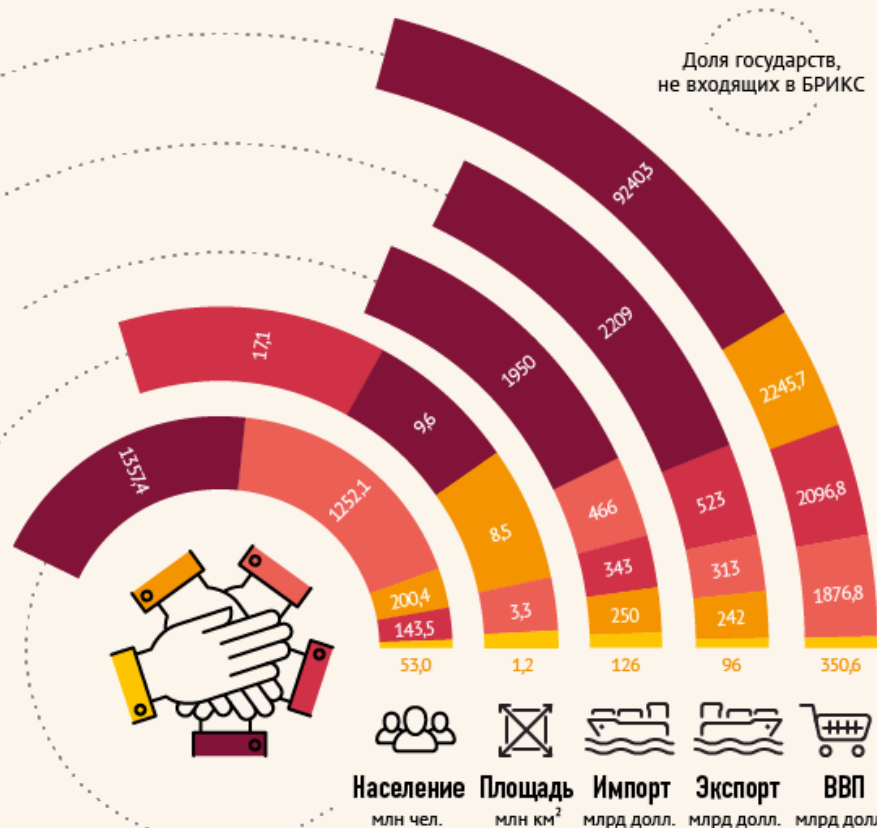 Доля государств,
не входящих в БРИКС
92403
2245,7
2096,8
1876,8
350,6
2209
523
313
242
96
1950
466
343
250
126
17,1
9,6
8,5
3,3
1,2
1357,4
1252,1
200,4
143,5
53,0
Население
млн чел.
Площадь
млн км²
Импорт
млрд долл.
Экспорт
млрд долл.
ВВП
млрд долл